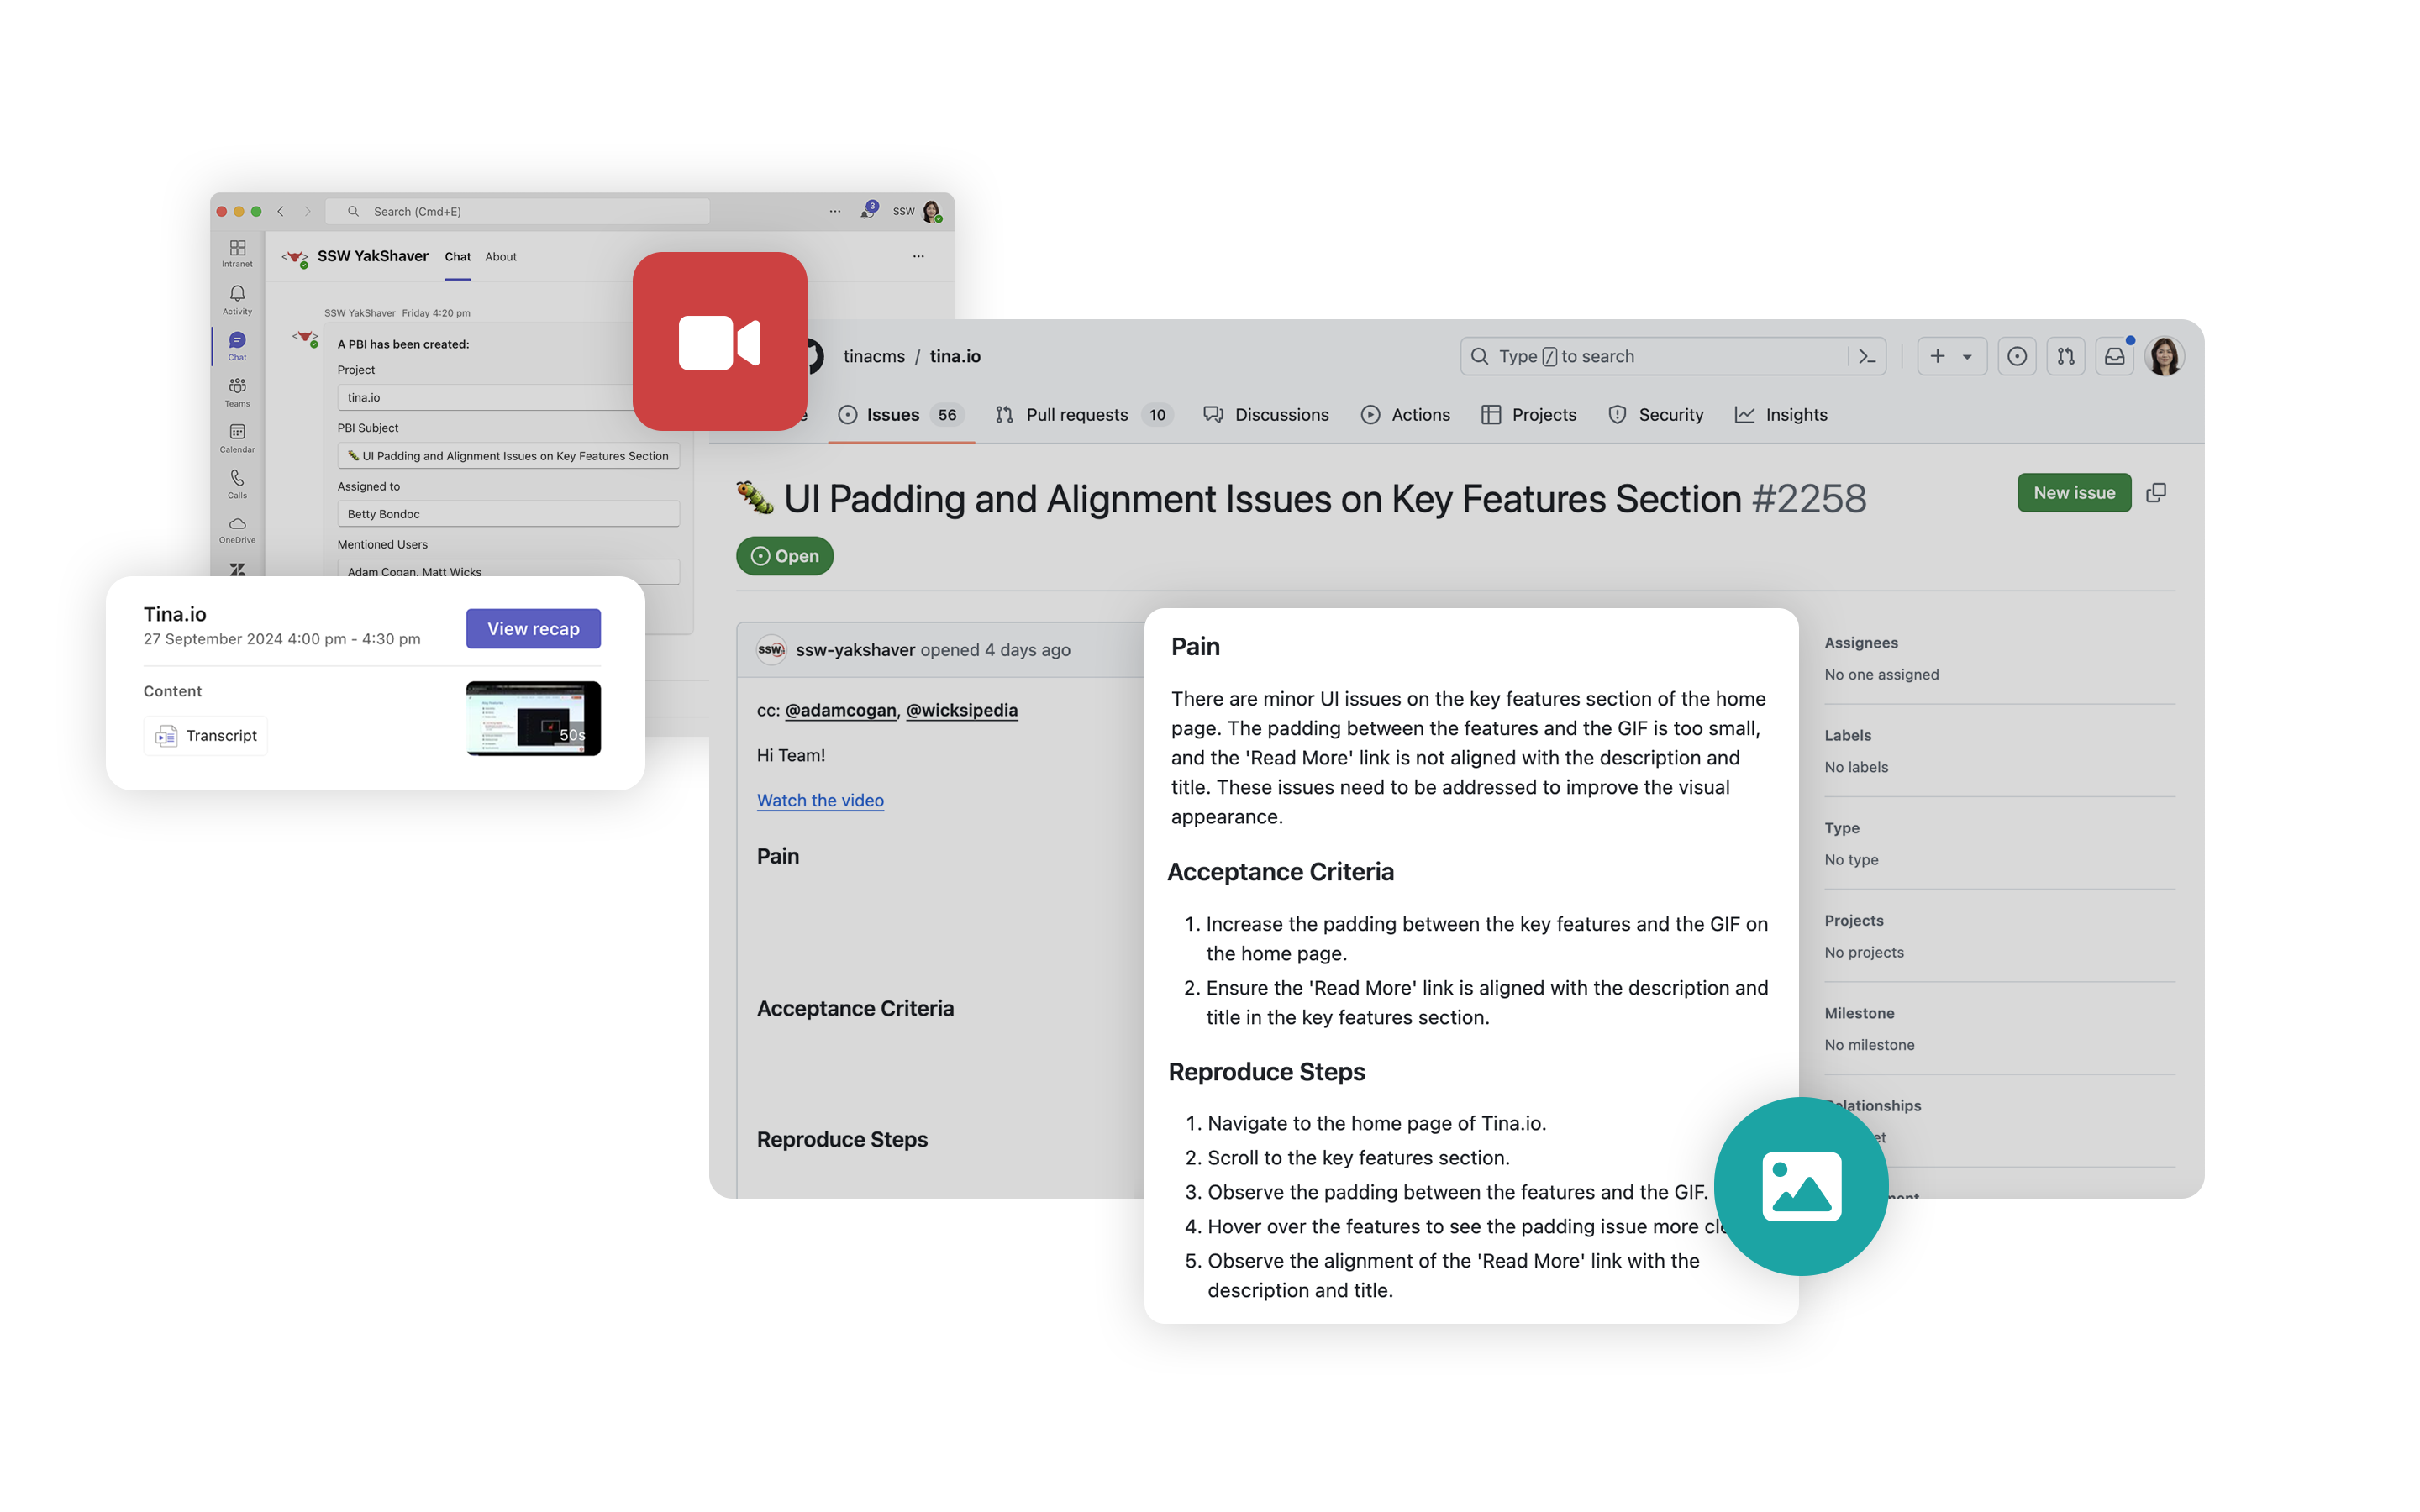 Search (Cmd+E)
3
SSW
Intranet
Activity
Chat
Teams
Calendar
Calls
OneDrive
SSW YakShaver Chat About
SSW YakShaver Friday 4:20 pm
A PBI has been created:
Project
tina.io
PBI Subject
🐛 UI Padding and Alignment Issues on Key Features Section
Assigned to
Betty Bondoc
Mentioned Users
Adam Cogan, Matt Wicks
Tina.io
27 September 2024 4:00 pm - 4:30 pm
View recap
Content
Transcript
50s
tinacms / tina.io
Type / to search
Issues 56
Pull requests 10
Discussions
Actions
Projects
Security
Insights
🐛 UI Padding and Alignment Issues on Key Features Section #2258
New issue
Open
SSW
ssw-yakshaver opened 4 days ago
cc: @adamcogan, @wicksipedia
Hi Team!
Watch the video
Pain
Acceptance Criteria
Reproduce Steps
Pain
There are minor UI issues on the key features section of the home
page. The padding between the features and the GIF is too small,
and the 'Read More' link is not aligned with the description and
title. These issues need to be addressed to improve the visual
appearance.
Acceptance Criteria
1. Increase the padding between the key features and the GIF on
the home page.
2. Ensure the 'Read More' link is aligned with the description and
title in the key features section.
Reproduce Steps
1. Navigate to the home page of Tina.io.
2. Scroll to the key features section.
3. Observe the padding between the features and the GIF.
4. Hover over the features to see the padding issue more
5. Observe the alignment of the 'Read More' link with the
description and title.
Assignees
No one assigned
Labels
No labels
Type
No type
Projects
No projects
Milestone
No milestone
Relationships